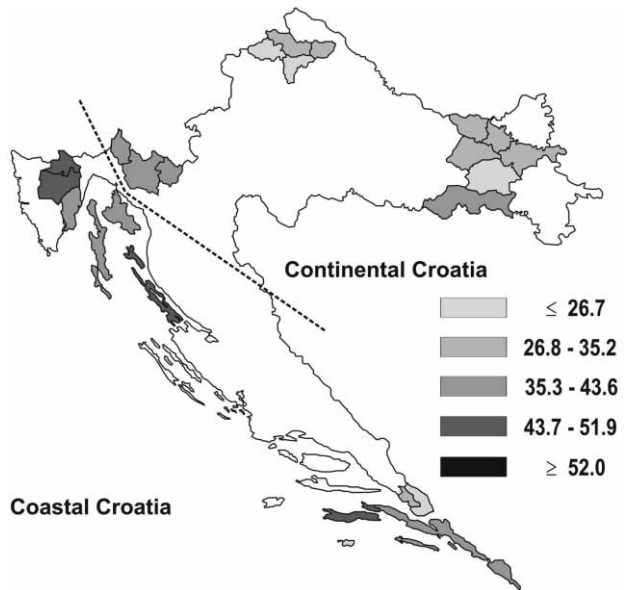 Continental Croatia
≤ 26.7
26.8 - 35.2
35.3 - 43.6
43.7 - 51.9
≥ 52.0
Coastal Croatia